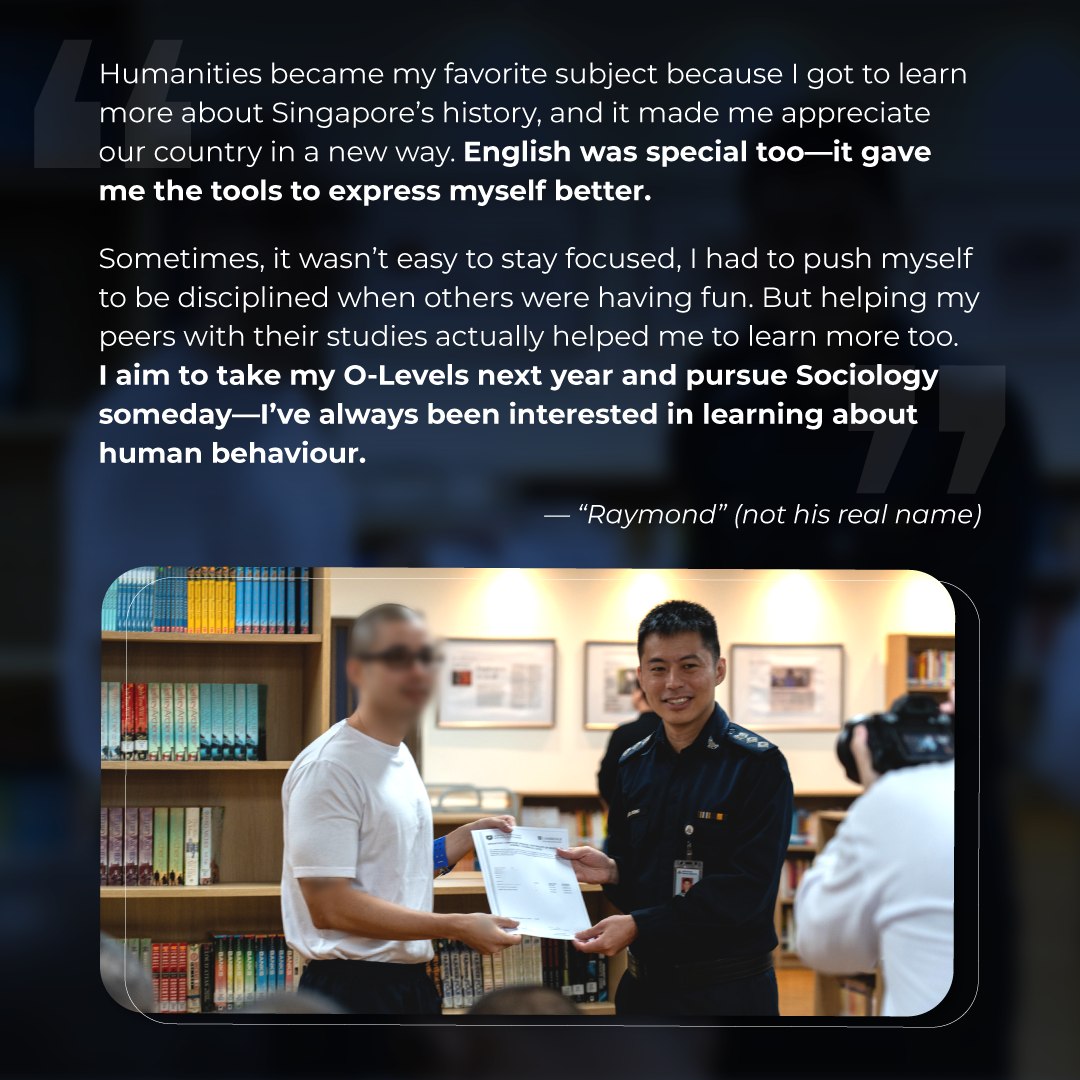 Humanities became my favorite subject because I got to learn
more about Singapore’s history, and it made me appreciate
our country in a new way. English was special too—it gave
me the tools to express myself better.
Sometimes, it wasn’t easy to stay focused, I had to push myself
to be disciplined when others were having fun. But helping my
peers with their studies actually helped me to learn more too.
I aim to take my O-Levels next year and pursue Sociology
someday—I’ve always been interested in learning about
human behaviour.
— “Raymond” (not his real name)